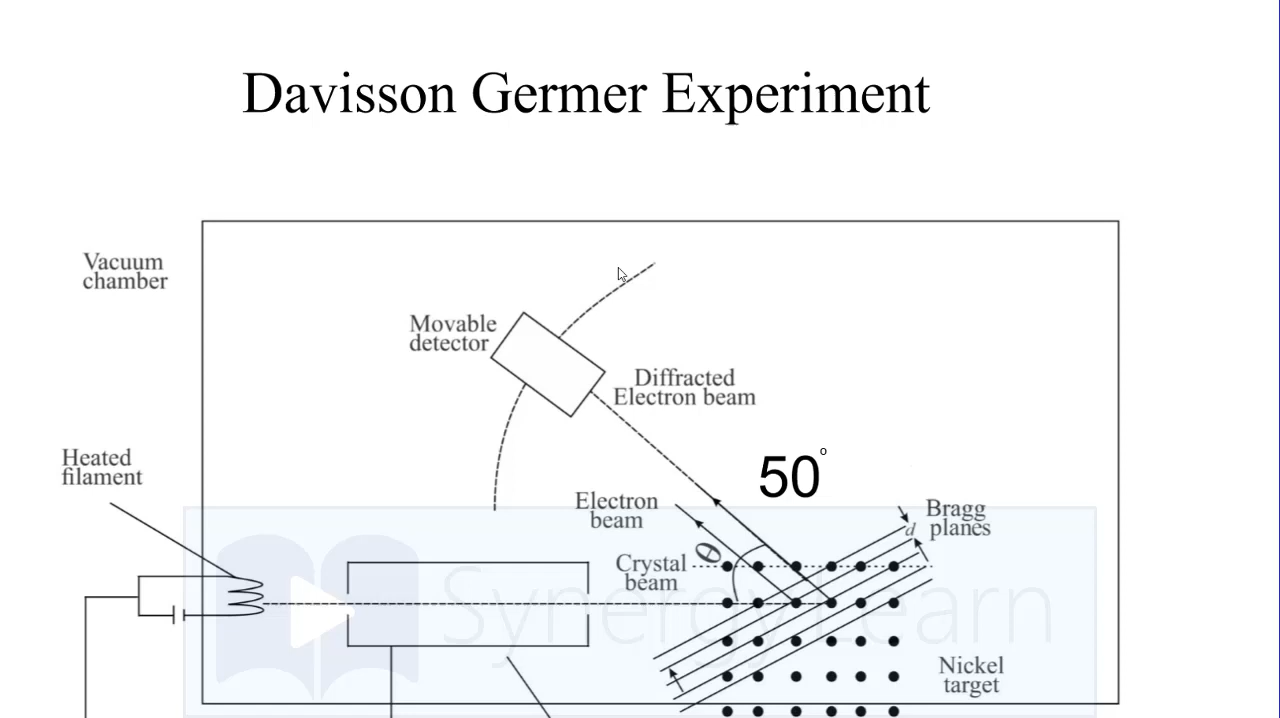 Davisson Germer Experiment
Vacuum
chamber
Movable
detector
Diffracted
Electron beam
Heated
filament
50°
Electron
beam
Bragg
planes
d
θ
Crystal
beam
SynergyLearn
Nickel
target